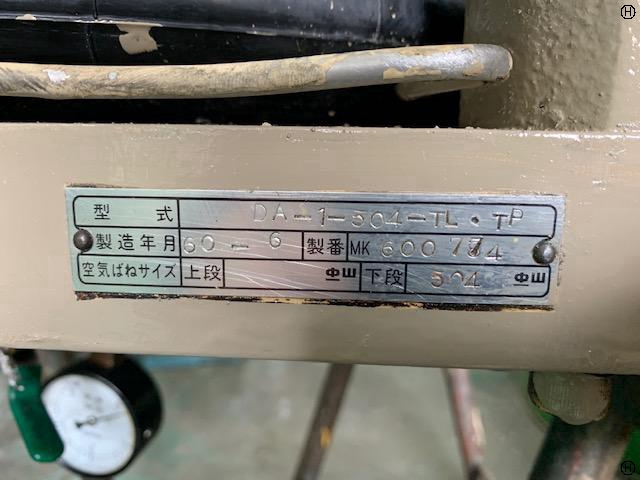 型式 DA-1-504-TL・TP
製造年月 60-6 製番 MK 600774
空気ばねサイズ 上段 中山 下段 504 中山
H
H